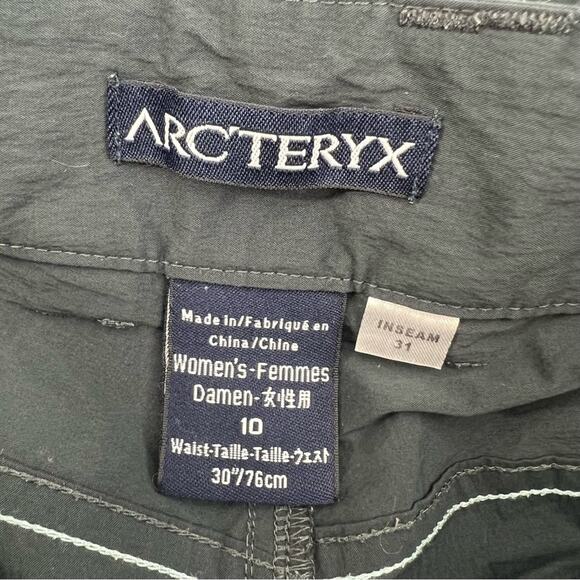 ARC'TERYX
Made in/Fabriqué en
China/Chine
Women's-Femmes
Damen-女性用
10
Waist-Taille-Taille-ウェスト
30"/76cm
INSEAM
31